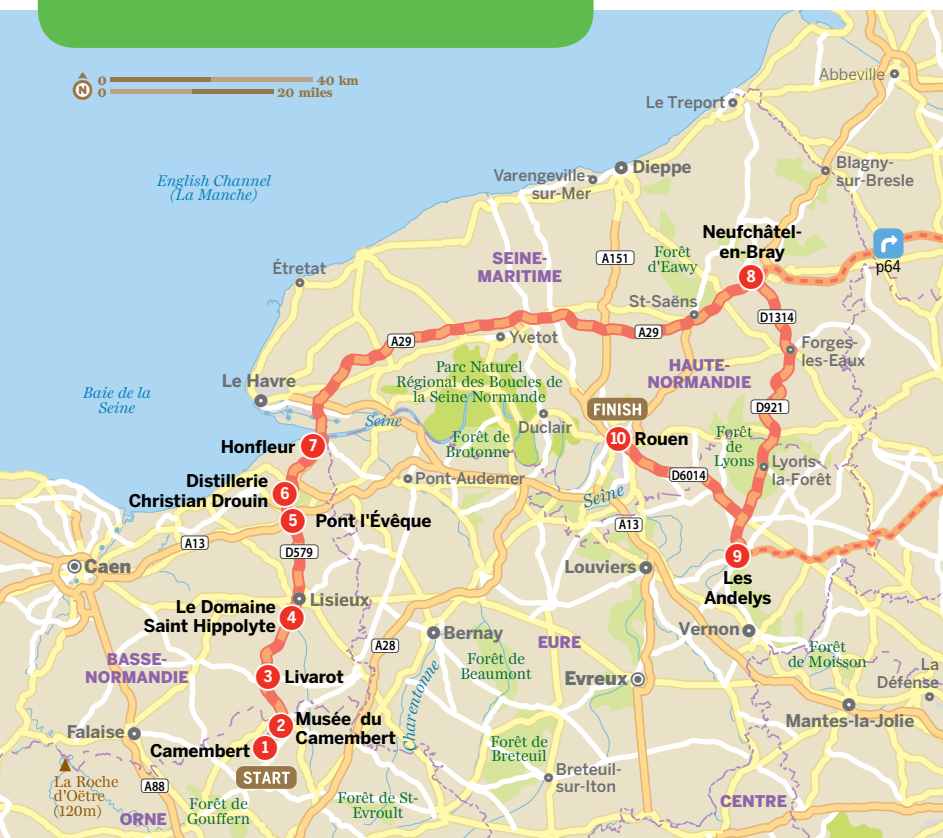 0
40 km
N
0
20 miles
Abbeville
Le Treport
English Channel
(La Manche)
Dieppe
Varengeville-
sur-Mer
Blagny-
sur-Bresle
Neufchâtel-
en-Bray
8
p64
SEINE-
MARITIME
A151
Forêt
d'Eawy
Étretat
St-Saëns
D1314
A29
A29
Yvetot
Forges-
les-Eaux
HAUTE-
NORMANDIE
Parc Naturel
Régional des Boucles de
la Seine Normande
Le Havre
Baie de la
Seine
Seine
FINISH
D921
Duclair
10 Rouen
Honfleur 7
Forêt de
Brotonne
Forêt
de
Lyons
Lyons-
la-Forêt
D6014
Distillerie
Christian Drouin 6
Pont-Audemer
Seine
5 Pont l'Évêque
A13
A13
D579
9
Les
Andelys
Caen
Louviers
Lisieux
Le Domaine
Saint Hippolyte 4
Vernon
Bernay
EURE
A28
Forêt
de Moisson
BASSE-
NORMANDIE
3 Livarot
Forêt de
Beaumont
Evreux
La
Défense
Charentonne
2 Musée du
Camembert
Mantes-la-Jolie
Falaise
Camembert 1
START
Forêt de
Breteuil
La Roche
d'Oëtre
(120m)
A88
Breteuil-
sur-Iton
Forêt de
Gouffern
Forêt de St-
Evroult
CENTRE
ORNE